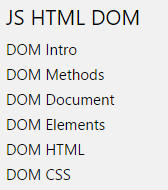 JS HTML DOM
DOM Intro
DOM Methods
DOM Document
DOM Elements
DOM HTML
DOM CSS